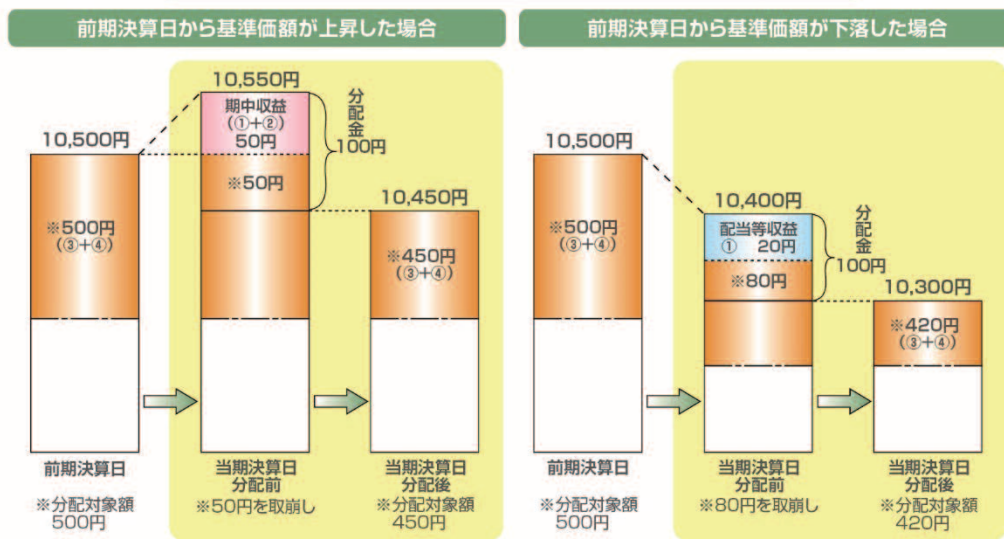 前期決算日から基準価額が上昇した場合
10,550円
期中収益
(①+②)
50円
分配金
100円
10,500円
※50円
10,450円
※500円
(③+④)
※450円
(③+④)
前期決算日
当期決算日
分配前
当期決算日
分配後
※分配対象額
500円
※50円を取崩し
※分配対象額
450円
前期決算日から基準価額が下落した場合
10,500円
10,400円
配当等収益
① 20円
分配金
100円
※500円
(③+④)
※80円
10,300円
※420円
(③+④)
前期決算日
当期決算日
分配前
当期決算日
分配後
※分配対象額
500円
※80円を取崩し
※分配対象額
420円